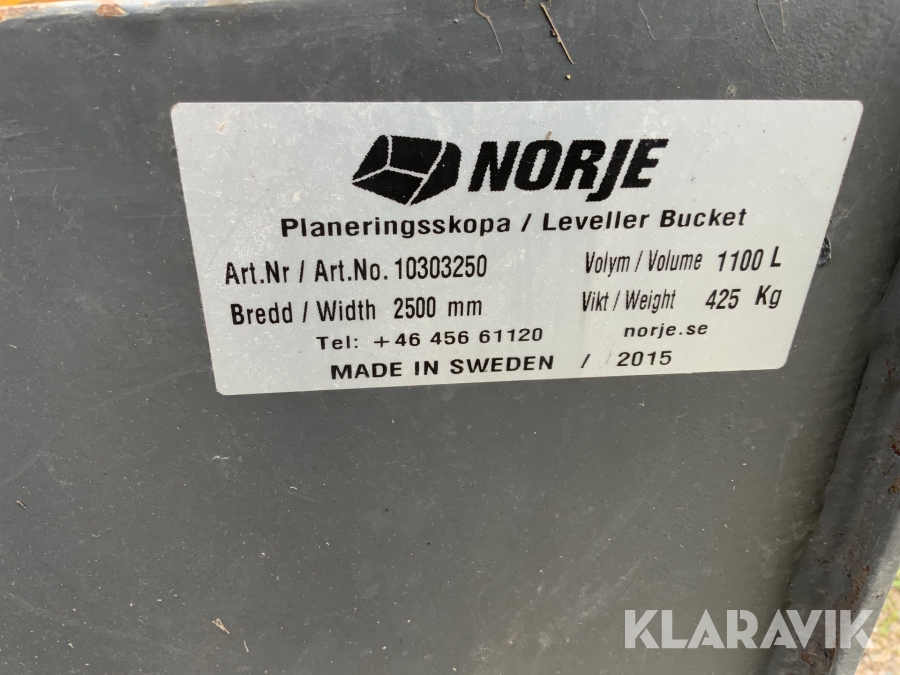 NORJE
Planeringsskopa / Leveller Bucket
Art.Nr / Art.No. 10303250 Volym / Volume 1100 L
Bredd / Width 2500 mm Vikt / Weight 425 Kg
Tel: +46 456 61120 norje.se
MADE IN SWEDEN / 2015
KLARAVIK